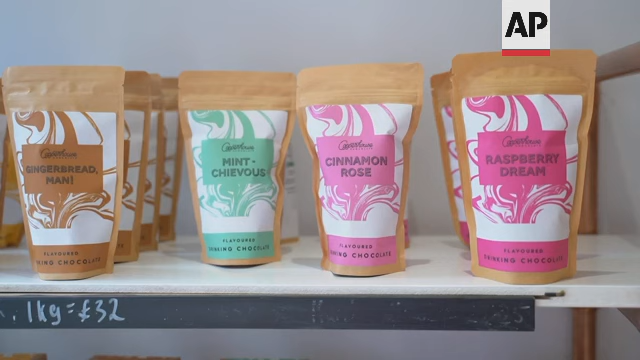 AP
GINGERBREAD,
MAN!
FLAVOURED
KING CHOCOLATE
MINT -
CHIEVOUS
FLAVOURED
DRINKING CHOCOLATE
CINNAMON
ROSE
FLAVOURED
DRINKING CHOCOLATE
RASPBERRY
DREAM
FLAVOURED
DRINKING CHOCOLATE
1kg = £32